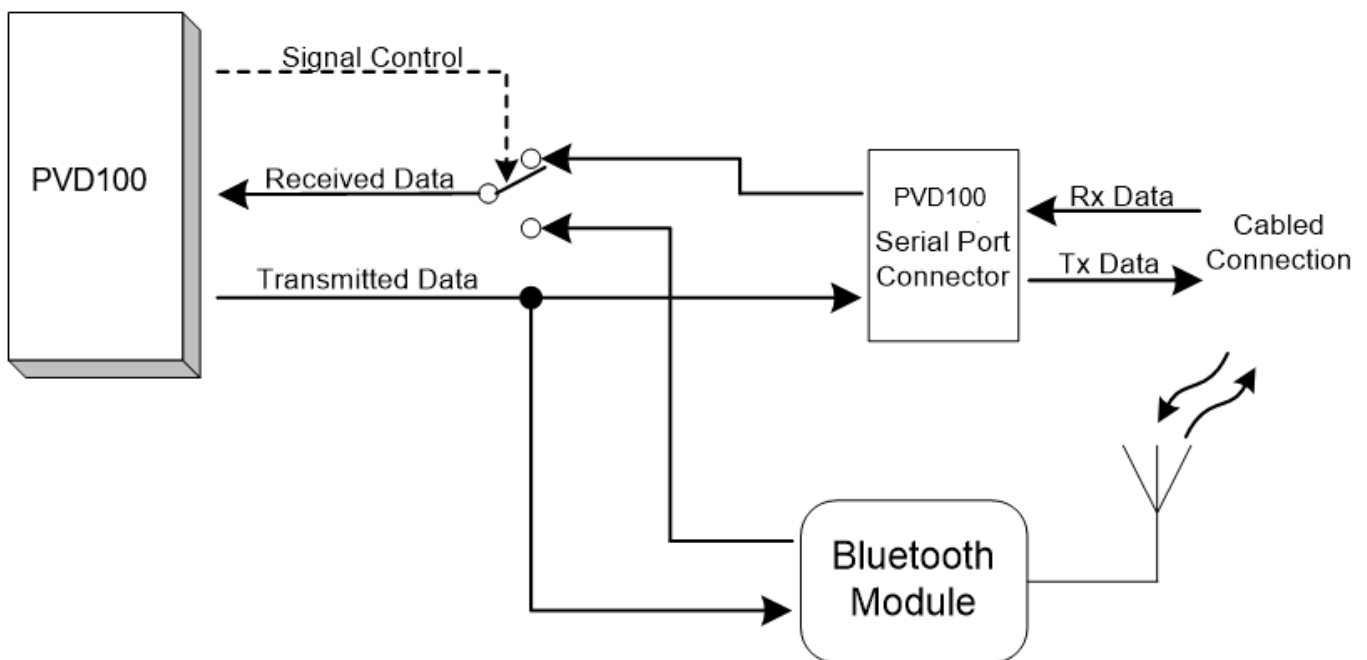 Signal Control
PVD100
Received Data
Transmitted Data
PVD100
Serial Port
Connector
Rx Data
Tx Data
Cabled
Connection
Bluetooth
Module